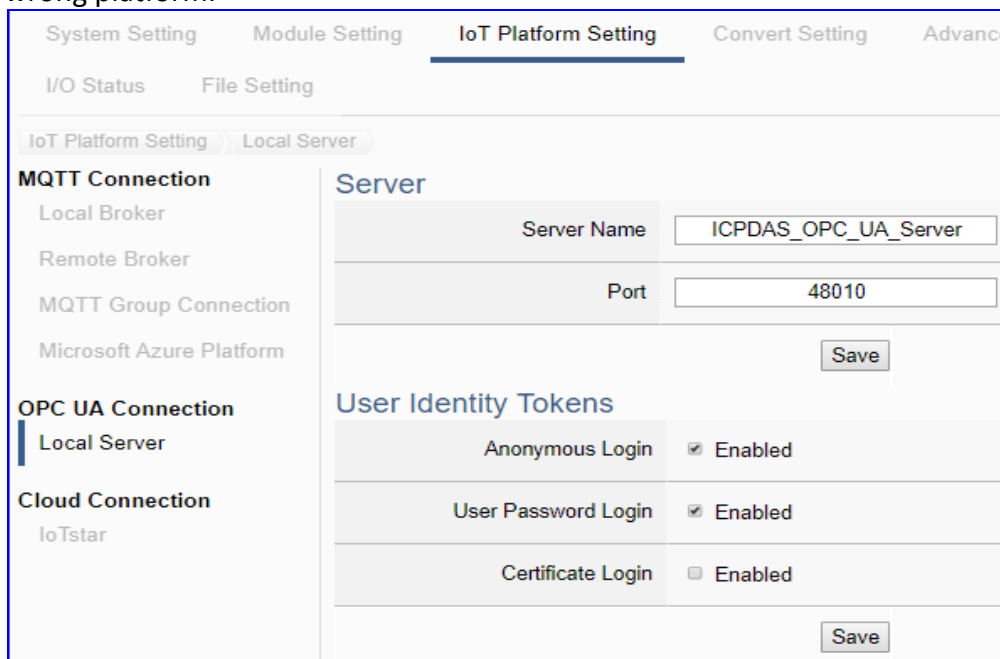 wrong platform.
System Setting Module Setting IoT Platform Setting Convert Setting Advanc
I/O Status File Setting
IoT Platform Setting Local Server
MQTT Connection
Local Broker
Remote Broker
MQTT Group Connection
Microsoft Azure Platform
OPC UA Connection
Local Server
Cloud Connection
IoTstar
Server
Server Name ICPDAS_OPC_UA_Server
Port 48010
Save
User Identity Tokens
Anonymous Login Enabled
User Password Login Enabled
Certificate Login Enabled
Save